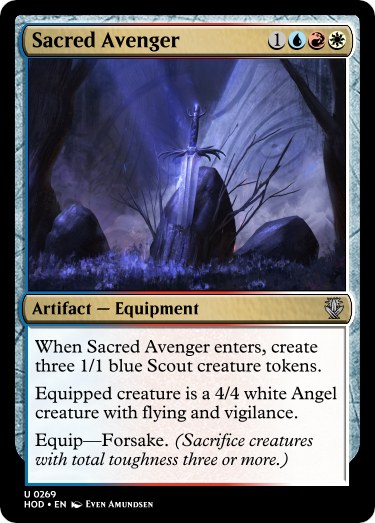 Sacred Avenger 1
Artifact — Equipment
When Sacred Avenger enters, create
three 1/1 blue Scout creature tokens.
Equipped creature is a 4/4 white Angel
creature with flying and vigilance.
Equip—Forsake. (Sacrifice creatures
with total toughness three or more.)
U 0269
HOD • EN Even Amundsen